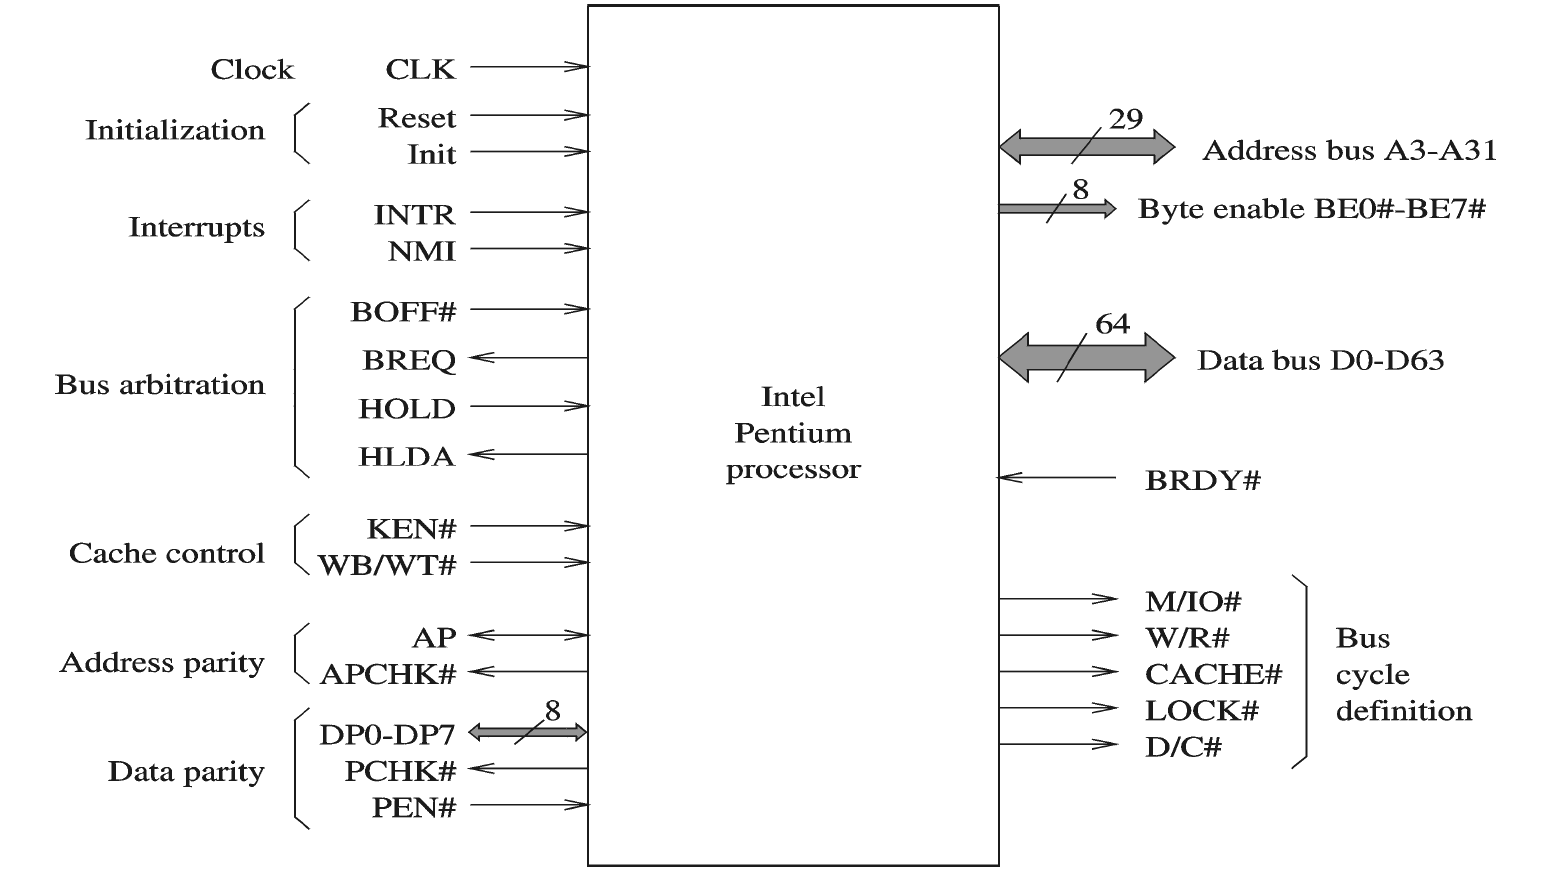 Clock CLK
Initialization
Reset
Init
Interrupts
INTR
NMI
Bus arbitration
BOFF#
BREQ
HOLD
HLDA
Cache control
KEN#
WB/WT#
Address parity
AP
APCHK#
Data parity
DP0-DP7 8
PCHK#
PEN#
Intel
Pentium
processor
29
Address bus A3-A31
8
Byte enable BE0#-BE7#
64
Data bus D0-D63
BRDY#
M/IO#
W/R#
CACHE#
LOCK#
D/C#
Bus
cycle
definition